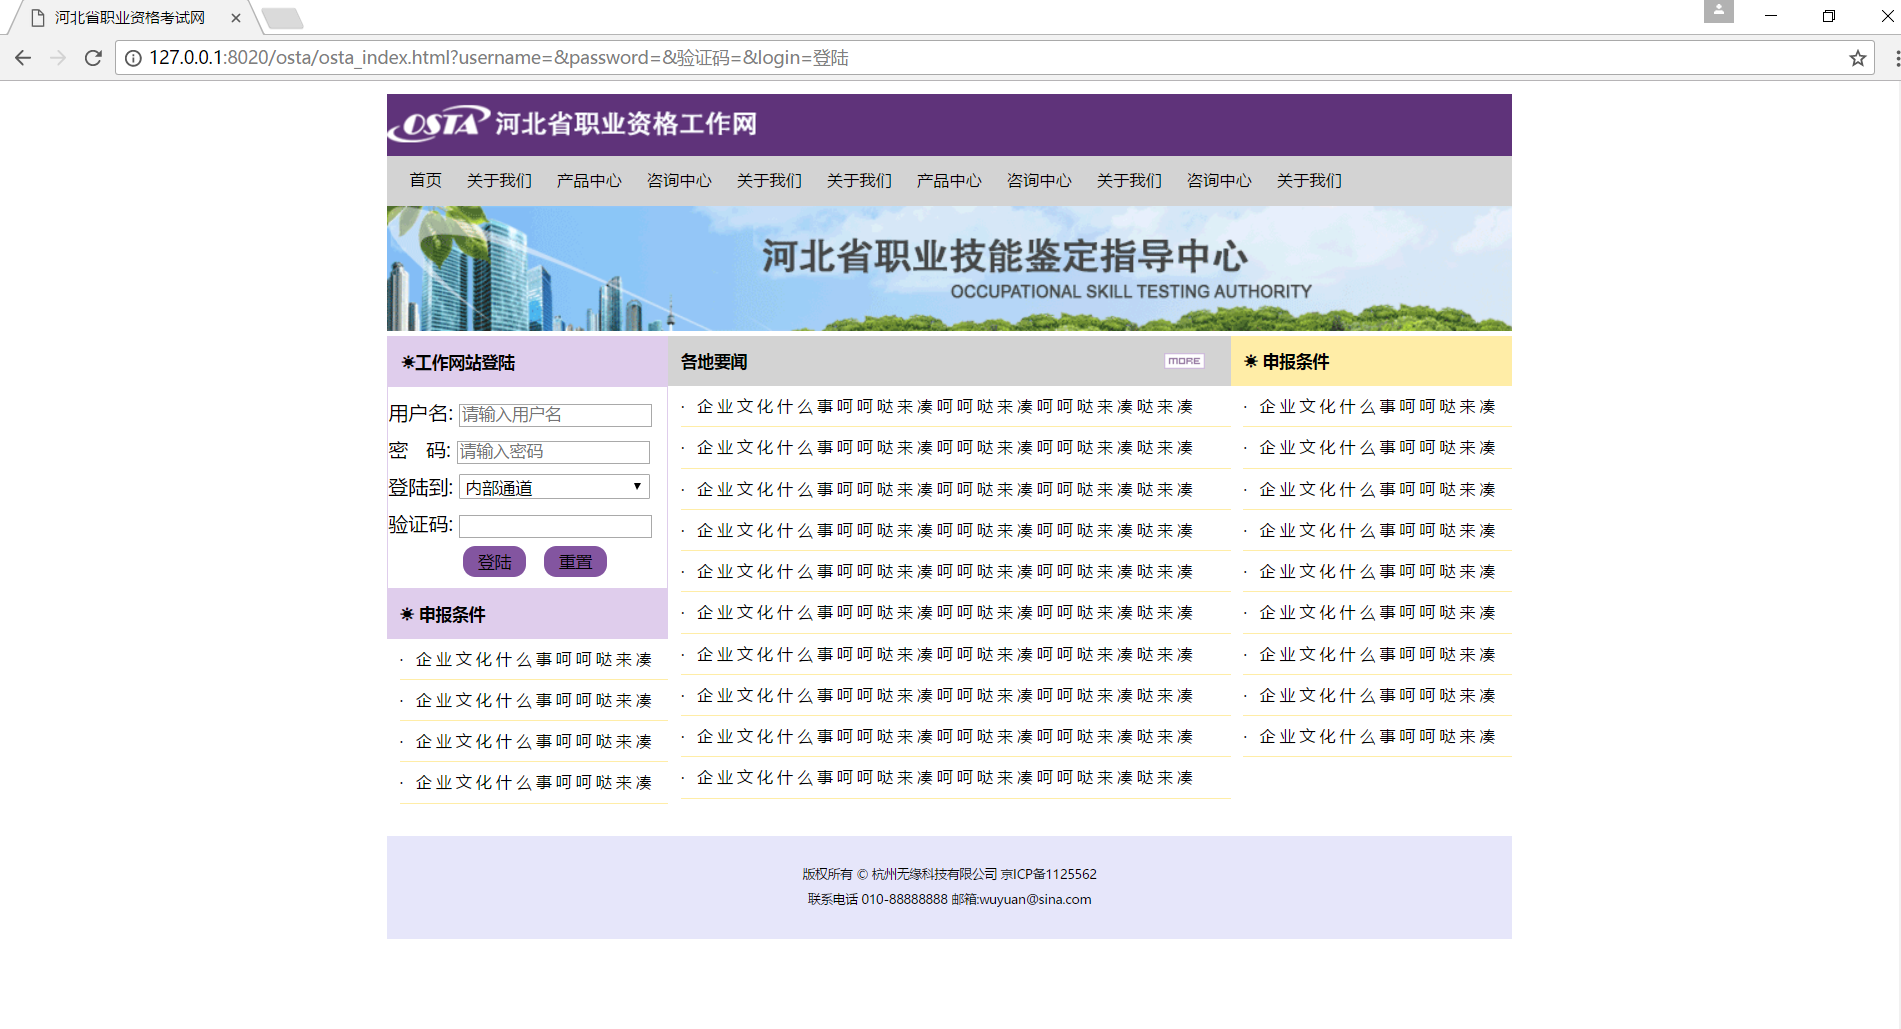 河北省职业资格考试网
127.0.0.1:8020/osta/osta_index.html?username=&password=&验证码=&login=登陆
OSTA 河北省职业资格工作网
首页 关于我们 产品中心 咨询中心 关于我们 关于我们 产品中心 咨询中心 关于我们 咨询中心 关于我们
河北省职业技能鉴定指导中心
OCCUPATIONAL SKILL TESTING AUTHORITY
☀工作网站登陆
用户名: 请输入用户名
密 码: 请输入密码
登陆到: 内部通道
验证码:
登陆 重置
☀ 申报条件
· 企业文化什么事呵呵哒来凑
· 企业文化什么事呵呵哒来凑
· 企业文化什么事呵呵哒来凑
· 企业文化什么事呵呵哒来凑
各地要闻 MORE
· 企业文化什么事呵呵哒来凑呵呵哒来凑呵呵哒来凑哒来凑
· 企业文化什么事呵呵哒来凑呵呵哒来凑呵呵哒来凑哒来凑
· 企业文化什么事呵呵哒来凑呵呵哒来凑呵呵哒来凑哒来凑
· 企业文化什么事呵呵哒来凑呵呵哒来凑呵呵哒来凑哒来凑
· 企业文化什么事呵呵哒来凑呵呵哒来凑呵呵哒来凑哒来凑
· 企业文化什么事呵呵哒来凑呵呵哒来凑呵呵哒来凑哒来凑
· 企业文化什么事呵呵哒来凑呵呵哒来凑呵呵哒来凑哒来凑
· 企业文化什么事呵呵哒来凑呵呵哒来凑呵呵哒来凑哒来凑
· 企业文化什么事呵呵哒来凑呵呵哒来凑呵呵哒来凑哒来凑
· 企业文化什么事呵呵哒来凑呵呵哒来凑呵呵哒来凑哒来凑
☀ 申报条件
· 企业文化什么事呵呵哒来凑
· 企业文化什么事呵呵哒来凑
· 企业文化什么事呵呵哒来凑
· 企业文化什么事呵呵哒来凑
· 企业文化什么事呵呵哒来凑
· 企业文化什么事呵呵哒来凑
· 企业文化什么事呵呵哒来凑
· 企业文化什么事呵呵哒来凑
· 企业文化什么事呵呵哒来凑
版权所有 © 杭州无缘科技有限公司 京ICP备1125562
联系电话 010-88888888 邮箱:wuyuan@sina.com